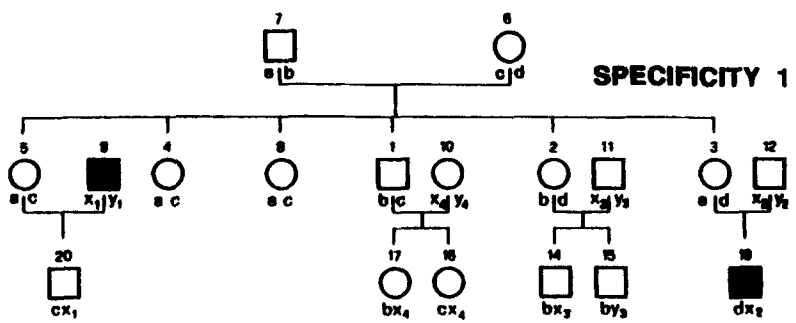 7 6
a b c d
SPECIFICITY 1
5 9 4 8 1 10 2 11 3 12
a c x₁ y₁ a c a c b c x₄ y₄ b d x₃ y₃ a d x₂ y₂
20 17 16 14 15 18
cx₁ bx₄ cx₄ bx₃ by₃ dx₂